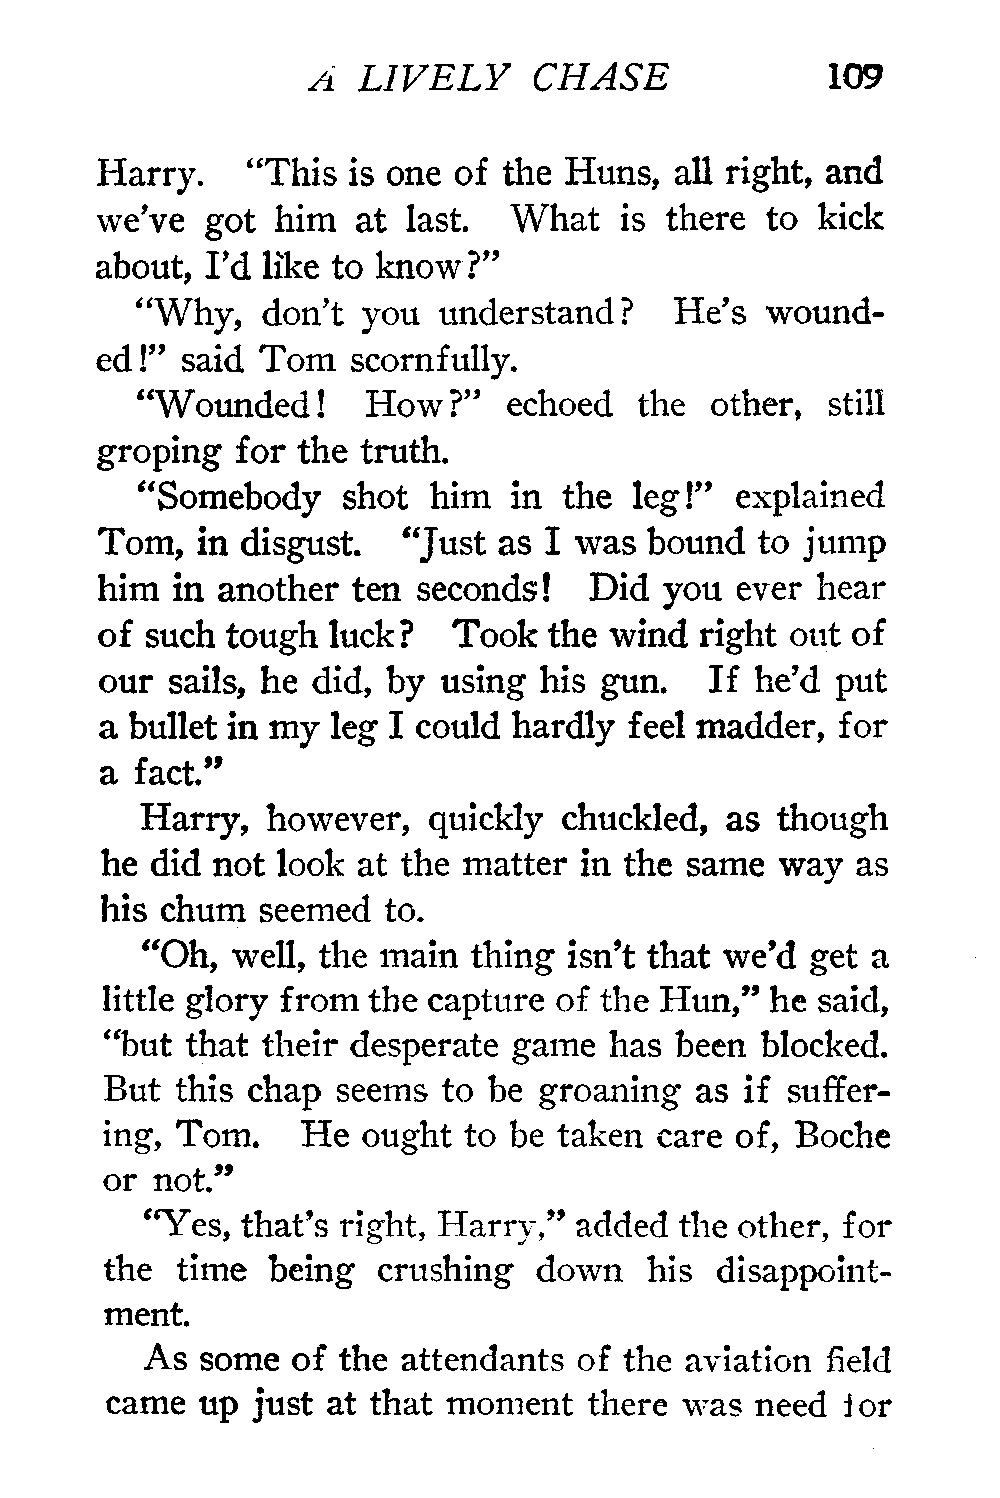 A LIVELY CHASE 109
Harry. "This is one of the Huns, all right, and
we've got him at last. What is there to kick
about, I'd like to know?"
"Why, don't you understand? He's wound-
ed!" said Tom scornfully.
"Wounded! How?" echoed the other, still
groping for the truth.
"Somebody shot him in the leg!" explained
Tom, in disgust. "Just as I was bound to jump
him in another ten seconds! Did you ever hear
of such tough luck? Took the wind right out of
our sails, he did, by using his gun. If he'd put
a bullet in my leg I could hardly feel madder, for
a fact."
Harry, however, quickly chuckled, as though
he did not look at the matter in the same way as
his chum seemed to.
"Oh, well, the main thing isn't that we'd get a
little glory from the capture of the Hun," he said,
"but that their desperate game has been blocked.
But this chap seems to be groaning as if suffer-
ing, Tom. He ought to be taken care of, Boche
or not."
"Yes, that's right, Harry," added the other, for
the time being crushing down his disappoint-
ment.
As some of the attendants of the aviation field
came up just at that moment there was need for